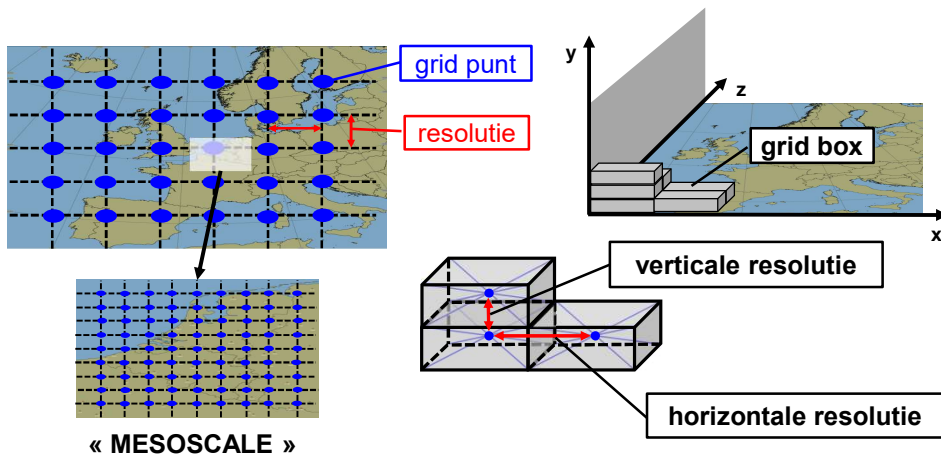 grid punt
resolutie
« MESOSCALE »
y
z
x
grid box
verticale resolutie
horizontale resolutie